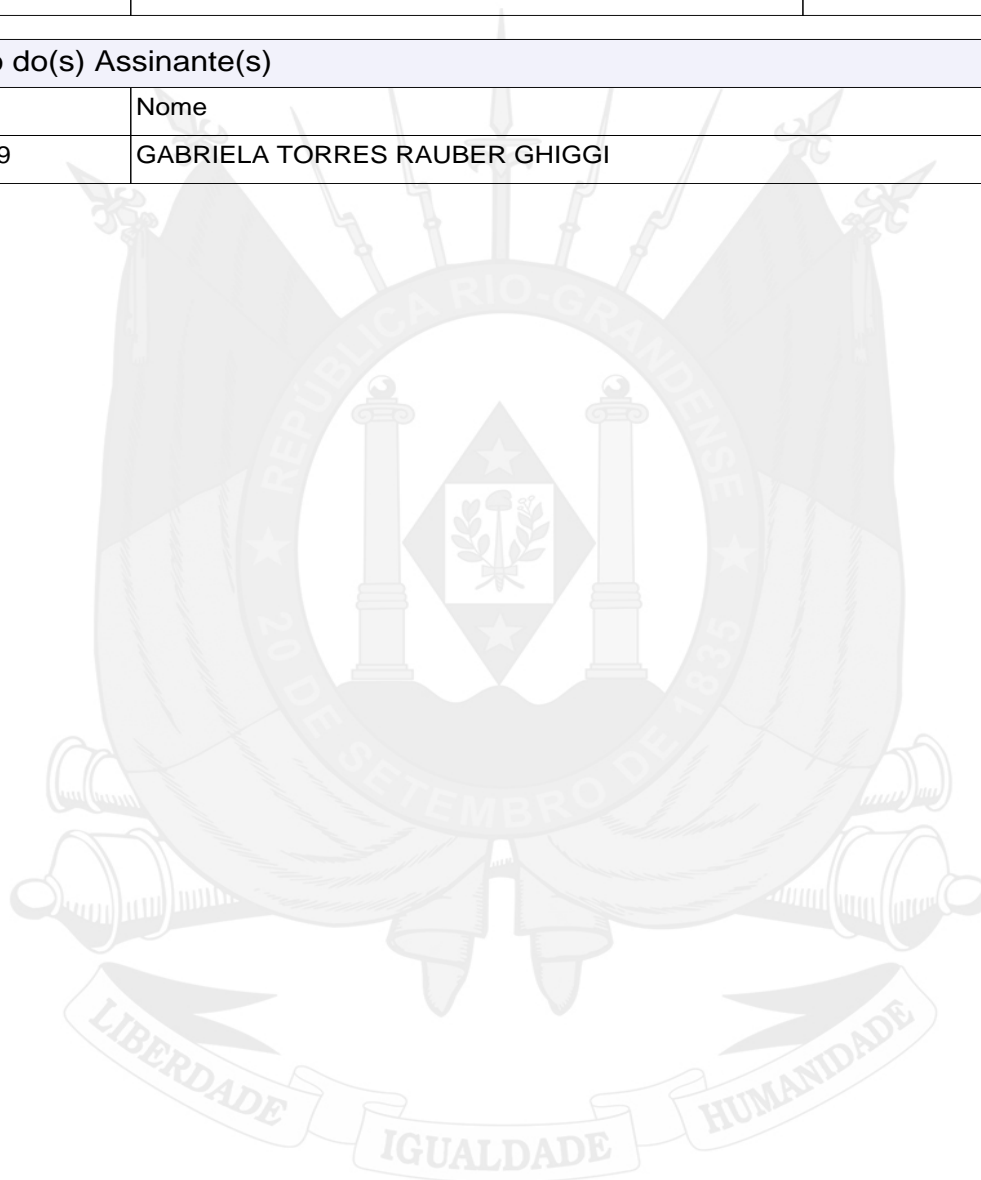 o do(s) Assinante(s)
Nome
9 GABRIELA TORRES RAUBER GHIGGI
REPÚBLICA RIO-GRANDENSE
★ 20 DE SETEMBRO DE 1835 ★
LIBERDADE IGUALDADE HUMANIDADE